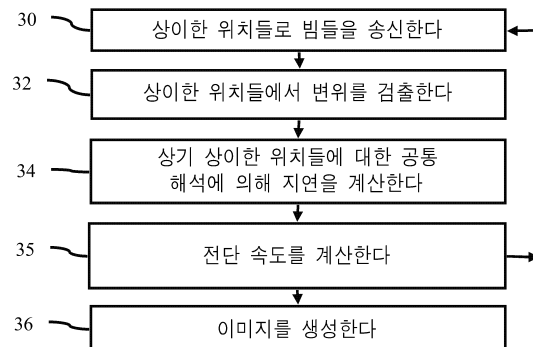 30
상이한 위치들로 빔들을 송신한다
32
상이한 위치들에서 변위를 검출한다
34
상기 상이한 위치들에 대한 공통
해석에 의해 지연을 계산한다
35
전단 속도를 계산한다
36
이미지를 생성한다